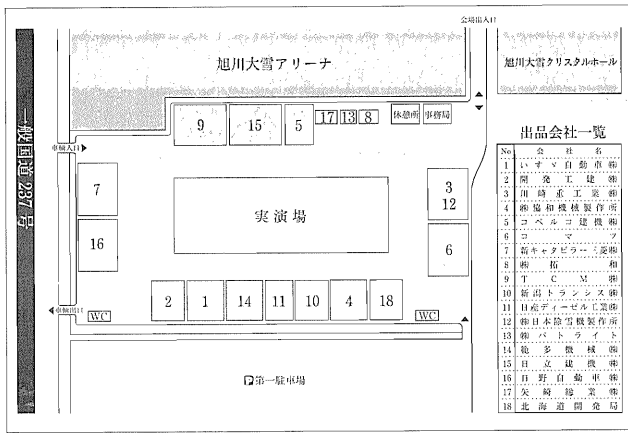 会場出入口
旭川大雪アリーナ
旭川大雪クリスタルホール
9
15
5
17
13
8
休憩所
事務局
一般国道237号
車輌入口
7
16
実演場
3
12
6
2
1
14
11
10
4
18
車輌出口
WC
WC
P第一駐車場
出品会社一覧
No. 会社名
1 いすゞ自動車㈱
2 開発工建㈱
3 川崎重工業㈱
4 ㈱協和機械製作所
5 コベルコ建機㈱
6 コマツ
7 新キャタピラー三菱㈱
8 ㈱拓和
9 TCM㈱
10 新潟トランシス㈱
11 日産ディーゼル工業㈱
12 ㈱日本除雪機製作所
13 ㈱パトライト
14 範多機械㈱
15 日立建機㈱
16 日野自動車㈱
17 矢崎総業㈱
18 北海道開発局